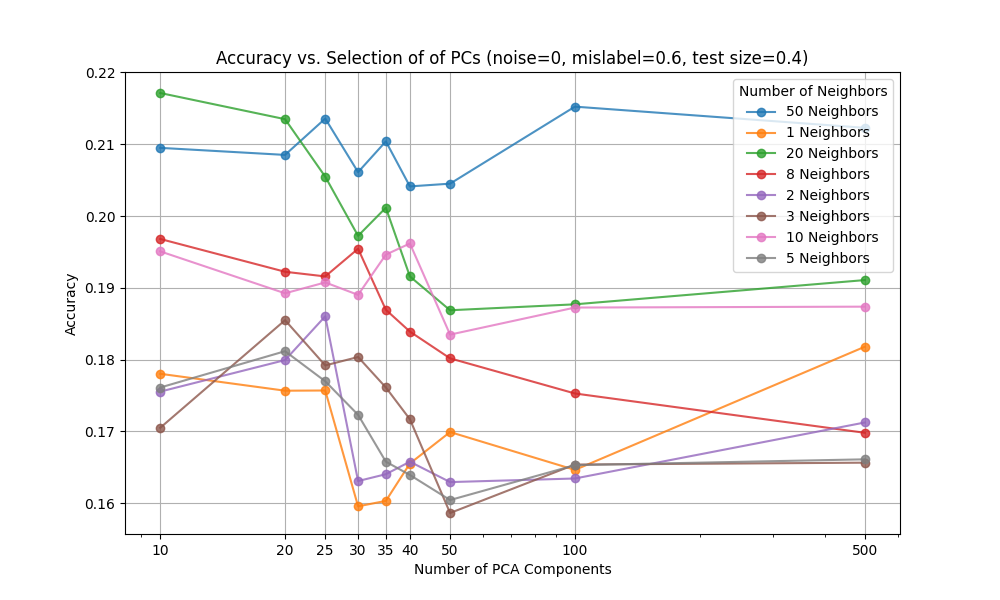 Accuracy vs. Selection of of PCs (noise=0, mislabel=0.6, test size=0.4)
Accuracy
0.22
0.21
0.20
0.19
0.18
0.17
0.16
Number of Neighbors
50 Neighbors
1 Neighbors
20 Neighbors
8 Neighbors
2 Neighbors
3 Neighbors
10 Neighbors
5 Neighbors
10 20 25 30 35 40 50 100 500
Number of PCA Components